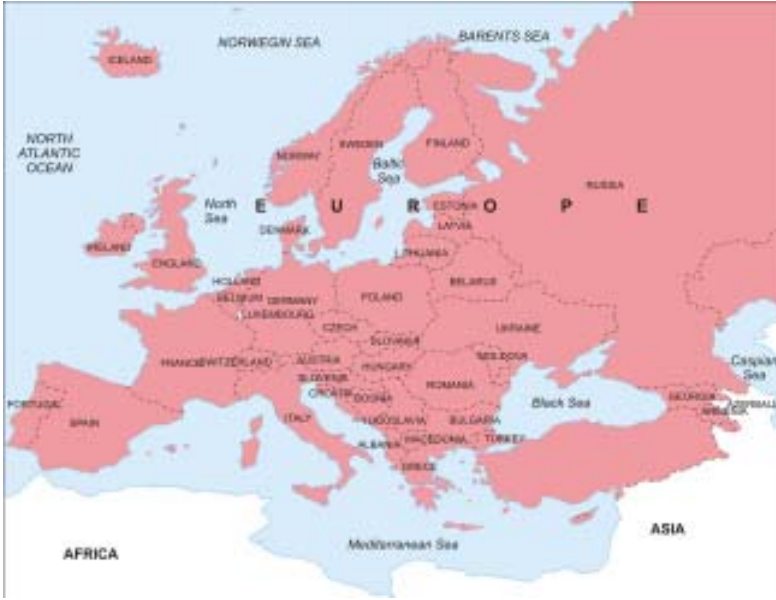 NORWEGIN SEA
BARENTS SEA
ICELAND
NORTH
ATLANTIC
OCEAN
NORWAY
SWEDEN
FINLAND
Baltic
Sea
RUSSIA
North
Sea
E U R O P E
ESTONIA
LATVIA
DENMARK
LITHUANIA
IRELAND
ENGLAND
HOLLAND
BELGIUM
GERMANY
LUXEMBOURG
POLAND
BELARUS
CZECH
UKRAINE
SLOVAKIA
FRANCE
SWITZERLAND
AUSTRIA
HUNGARY
MOLDOVA
SLOVENIA
CROATIA
BOSNIA
ROMANIA
Caspian
Sea
PORTUGAL
SPAIN
ITALY
YUGOSLAVIA
BULGARIA
Black Sea
GEORGIA
ALBANIA
MACEDONIA
TURKEY
GREECE
Mediterranean Sea
AFRICA
ASIA